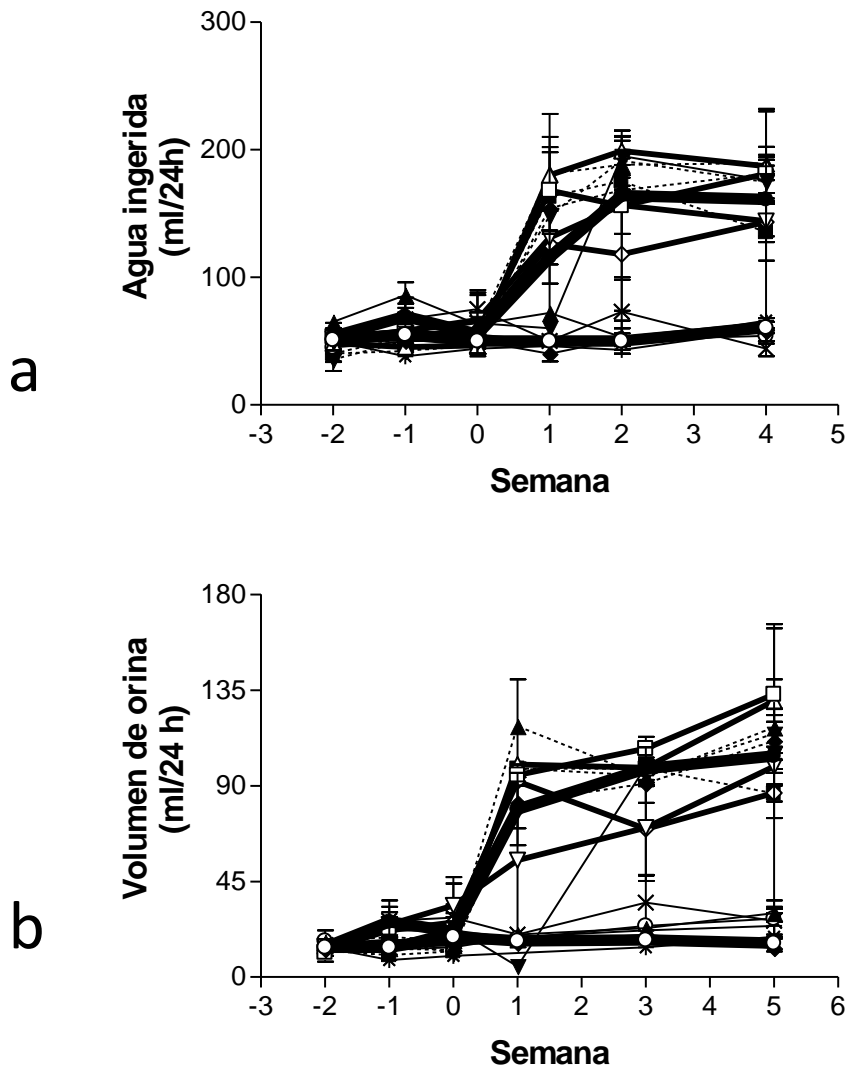 a
Agua ingerida
(ml/24h)
300
200
100
0
-3 -2 -1 0 1 2 3 4 5
Semana
b
Volumen de orina
(ml/24 h)
180
135
90
45
0
-3 -2 -1 0 1 2 3 4 5 6
Semana